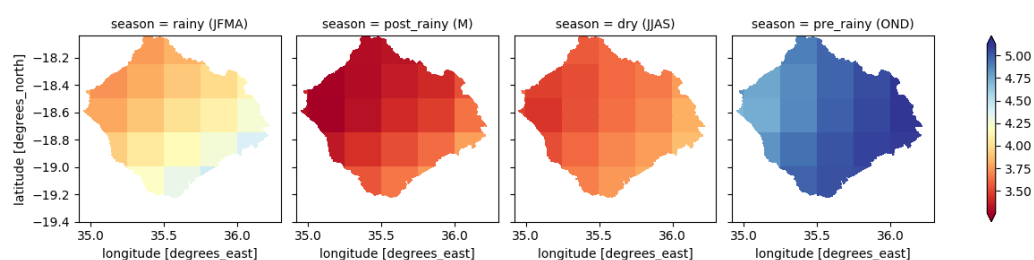 season = rainy (JFMA)
season = post_rainy (M)
season = dry (JJAS)
season = pre_rainy (OND)
latitude [degrees_north]
−18.2
−18.4
−18.6
−18.8
−19.0
−19.2
−19.4
35.0 35.5 36.0
35.0 35.5 36.0
35.0 35.5 36.0
35.0 35.5 36.0
longitude [degrees_east]
longitude [degrees_east]
longitude [degrees_east]
longitude [degrees_east]
5.00
4.75
4.50
4.25
4.00
3.75
3.50